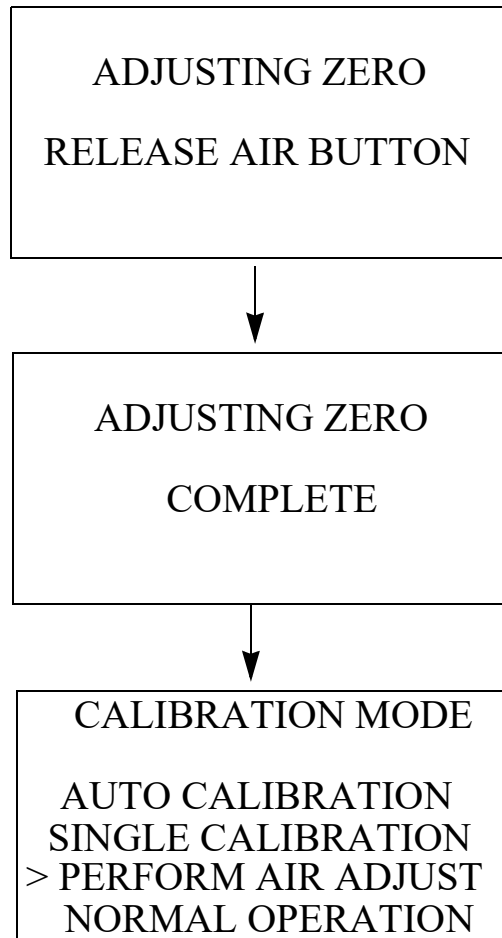 ADJUSTING ZERO
RELEASE AIR BUTTON
ADJUSTING ZERO
COMPLETE
CALIBRATION MODE
AUTO CALIBRATION
SINGLE CALIBRATION
> PERFORM AIR ADJUST
NORMAL OPERATION